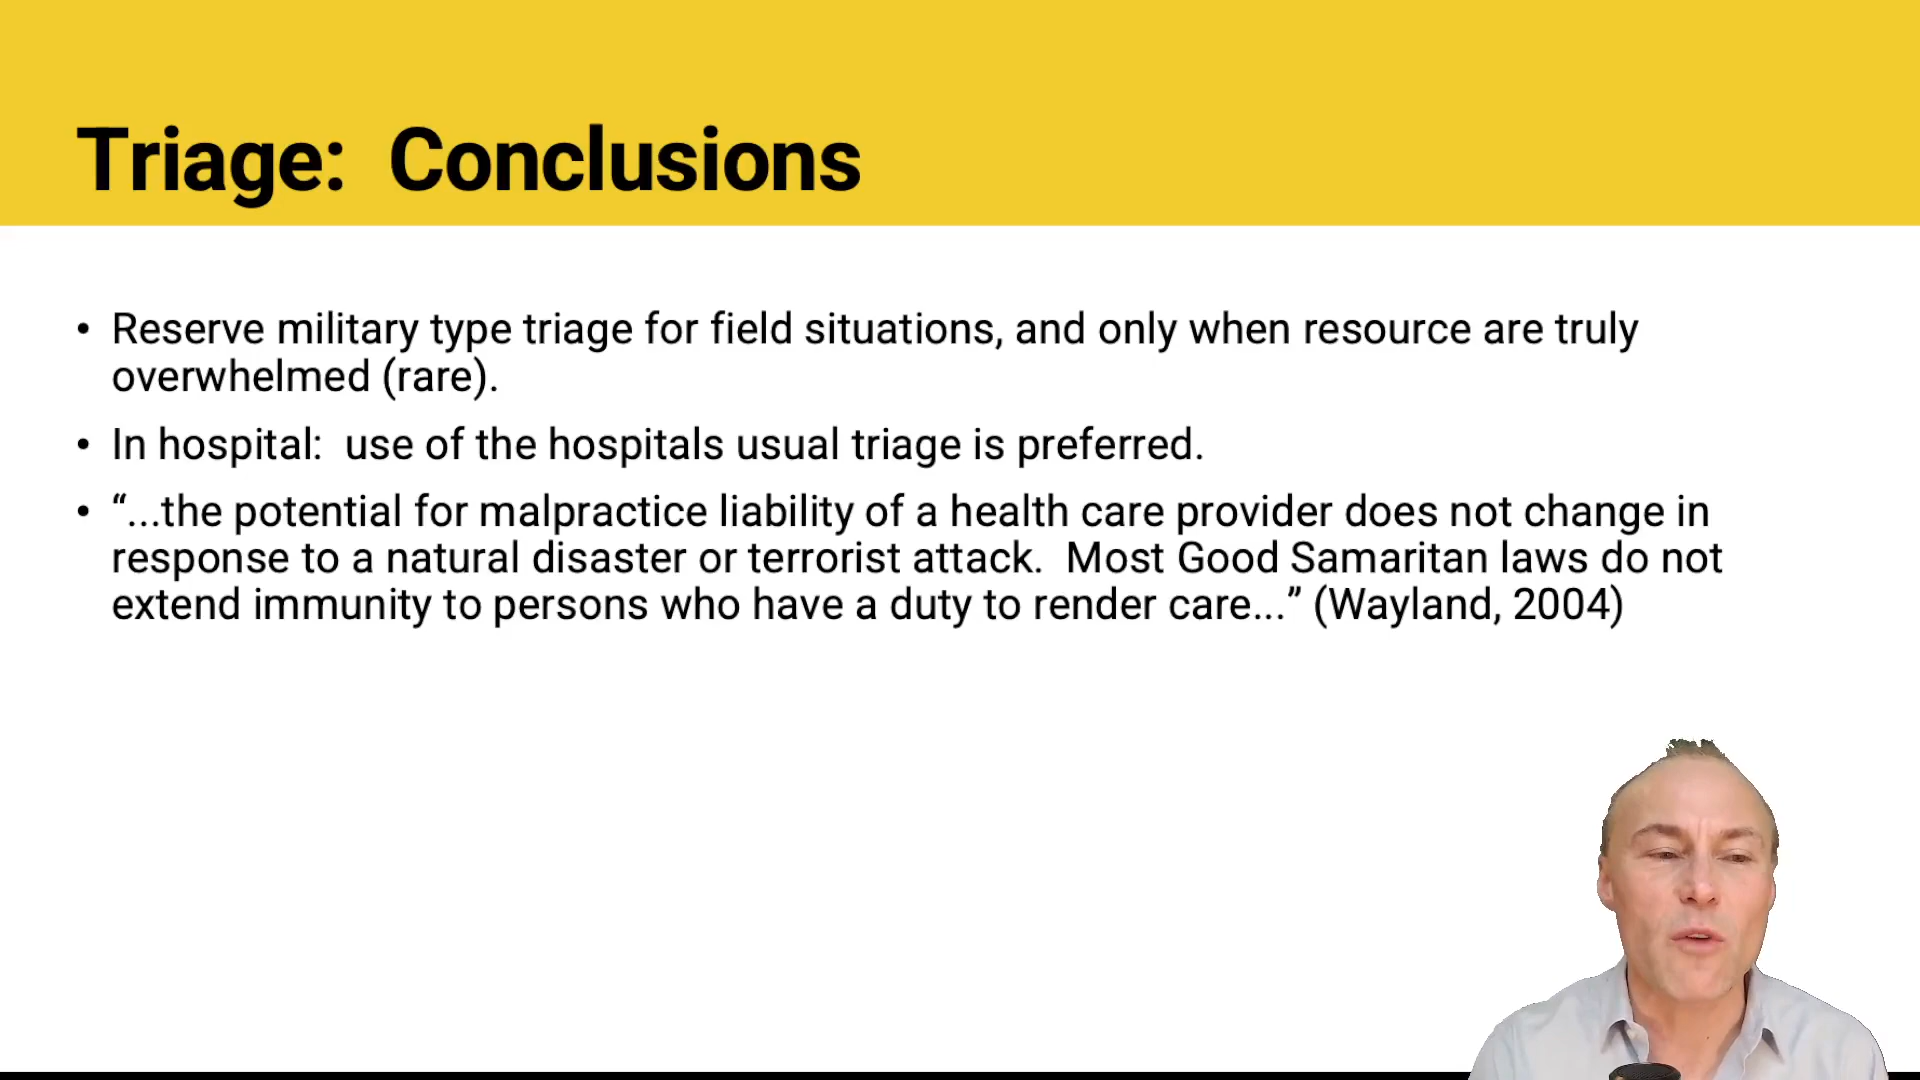 Triage:  Conclusions
• Reserve military type triage for field situations, and only when resource are truly
overwhelmed (rare).
• In hospital:  use of the hospitals usual triage is preferred.
• “...the potential for malpractice liability of a health care provider does not change in
response to a natural disaster or terrorist attack.  Most Good Samaritan laws do not
extend immunity to persons who have a duty to render care...” (Wayland, 2004)